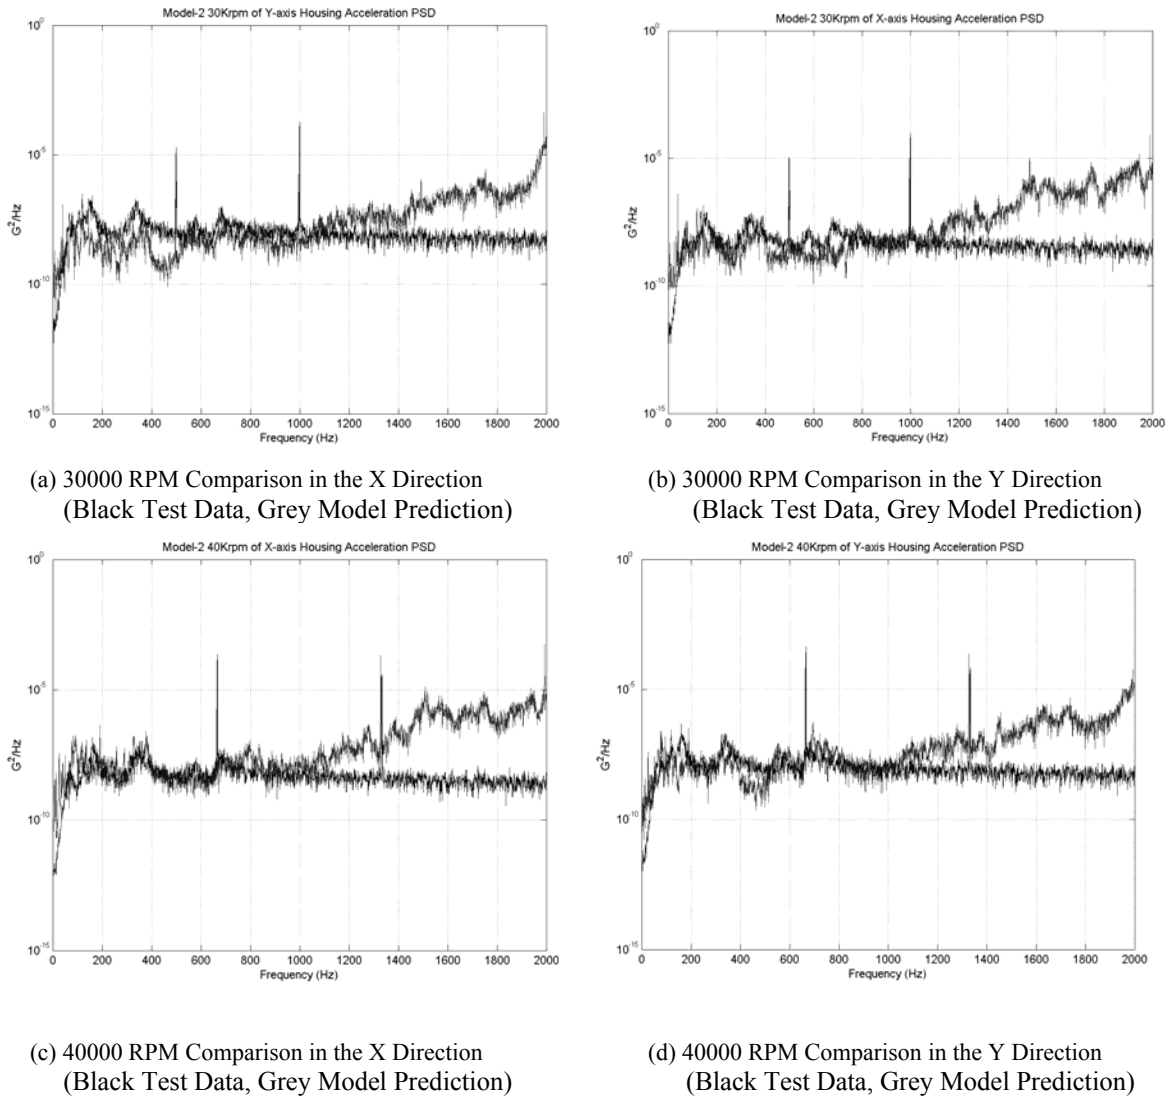 Model-2 30Krpm of Y-axis Housing Acceleration PSD
10^0
10^-5
10^-10
10^-15
G^2/Hz
0 200 400 600 800 1000 1200 1400 1600 1800 2000
Frequency (Hz)
Model-2 30Krpm of X-axis Housing Acceleration PSD
10^0
10^-5
10^-10
10^-15
G^2/Hz
0 200 400 600 800 1000 1200 1400 1600 1800 2000
Frequency (Hz)
(a) 30000 RPM Comparison in the X Direction
(Black Test Data, Grey Model Prediction)
(b) 30000 RPM Comparison in the Y Direction
(Black Test Data, Grey Model Prediction)
Model-2 40Krpm of X-axis Housing Acceleration PSD
10^0
10^-5
10^-10
10^-15
G^2/Hz
0 200 400 600 800 1000 1200 1400 1600 1800 2000
Frequency (Hz)
Model-2 40Krpm of Y-axis Housing Acceleration PSD
10^0
10^-5
10^-10
10^-15
G^2/Hz
0 200 400 600 800 1000 1200 1400 1600 1800 2000
Frequency (Hz)
(c) 40000 RPM Comparison in the X Direction
(Black Test Data, Grey Model Prediction)
(d) 40000 RPM Comparison in the Y Direction
(Black Test Data, Grey Model Prediction)